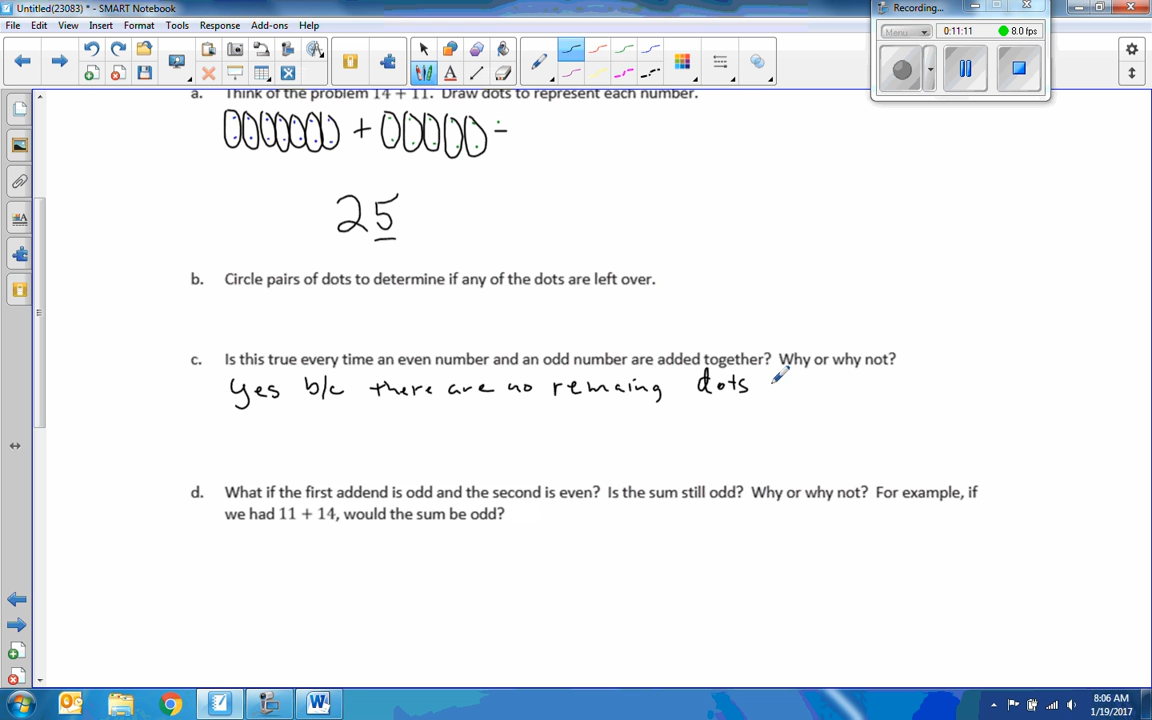 Untitled(23083) * - SMART Notebook
Recording...
File Edit View Insert Format Tools Response Add-ons Help
Menu 0:11:11 8.0 fps
a. Think of the problem 14 + 11. Draw dots to represent each number.
+ =
25
b. Circle pairs of dots to determine if any of the dots are left over.
c. Is this true every time an even number and an odd number are added together? Why or why not?
Yes b/c there are no remaing dots
d. What if the first addend is odd and the second is even? Is the sum still odd? Why or why not? For example, if
we had 11 + 14, would the sum be odd?
8:06 AM
1/19/2017